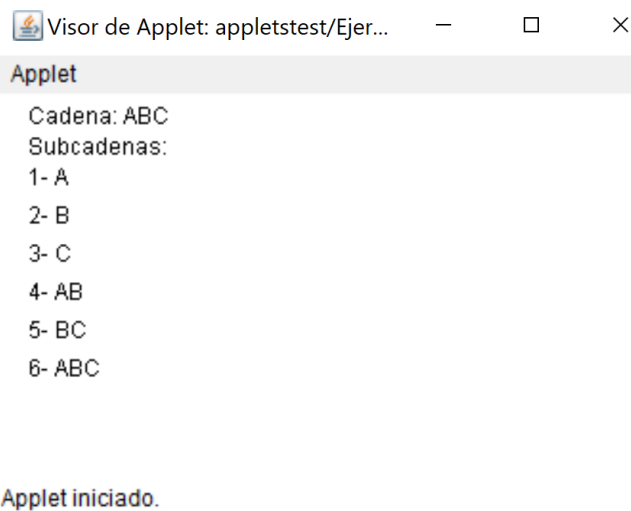 Visor de Applet: appletstest/Ejer...
Applet
Cadena: ABC
Subcadenas:
1- A
2- B
3- C
4- AB
5- BC
6- ABC
Applet iniciado.